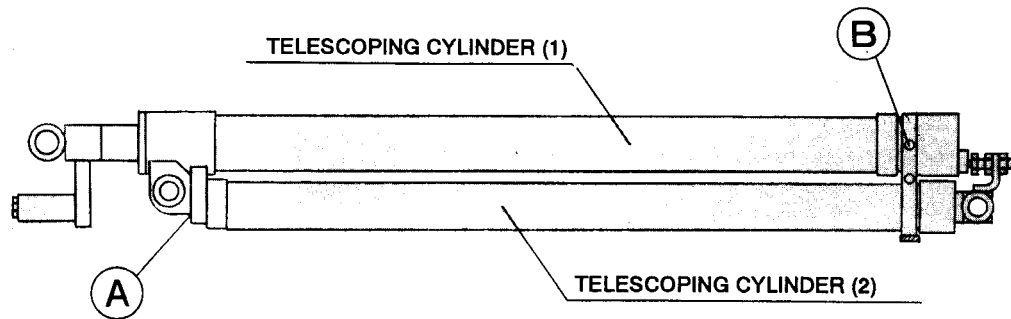 B
TELESCOPING CYLINDER (1)
TELESCOPING CYLINDER (2)
A